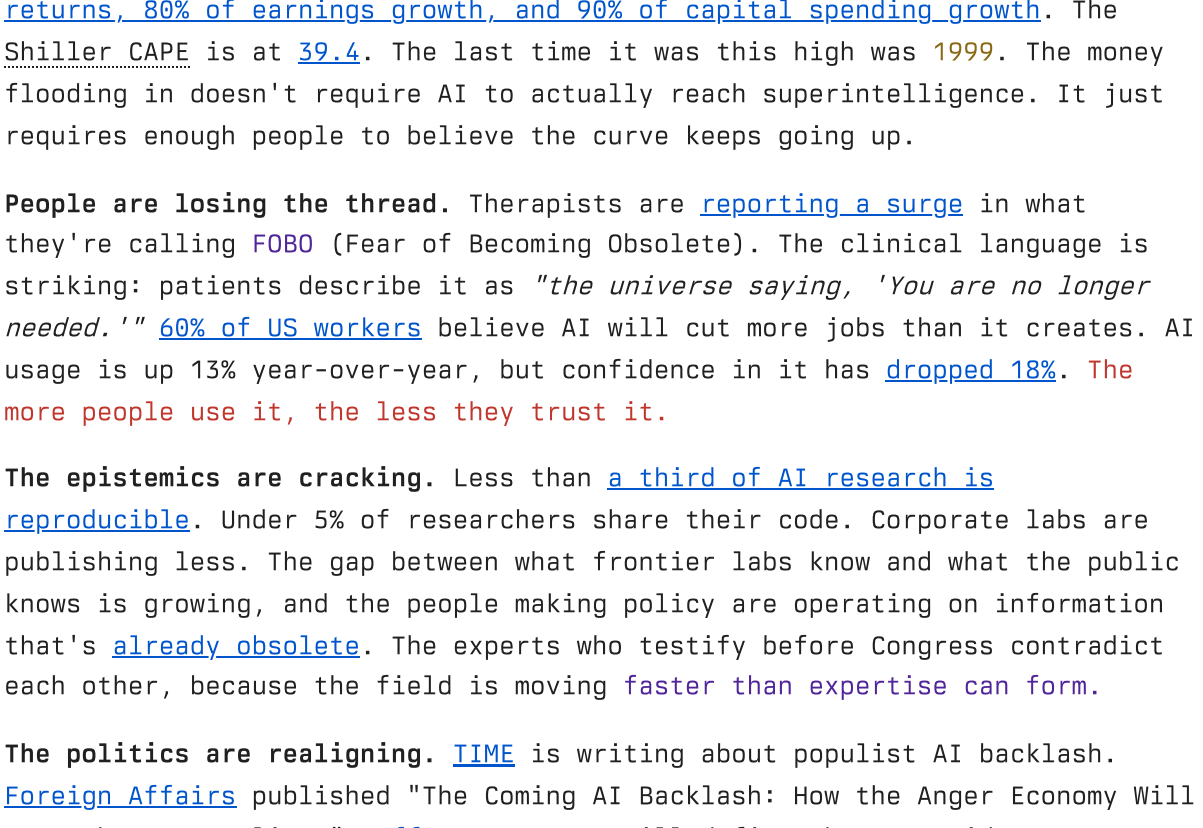 returns, 80% of earnings growth, and 90% of capital spending growth. The
Shiller CAPE is at 39.4. The last time it was this high was 1999. The money
flooding in doesn't require AI to actually reach superintelligence. It just
requires enough people to believe the curve keeps going up.
People are losing the thread. Therapists are reporting a surge in what
they're calling FOBO (Fear of Becoming Obsolete). The clinical language is
striking: patients describe it as "the universe saying, 'You are no longer
needed.'" 60% of US workers believe AI will cut more jobs than it creates. AI
usage is up 13% year-over-year, but confidence in it has dropped 18%. The
more people use it, the less they trust it.
The epistemics are cracking. Less than a third of AI research is
reproducible. Under 5% of researchers share their code. Corporate labs are
publishing less. The gap between what frontier labs know and what the public
knows is growing, and the people making policy are operating on information
that's already obsolete. The experts who testify before Congress contradict
each other, because the field is moving faster than expertise can form.
The politics are realigning. TIME is writing about populist AI backlash.
Foreign Affairs published "The Coming AI Backlash: How the Anger Economy Will